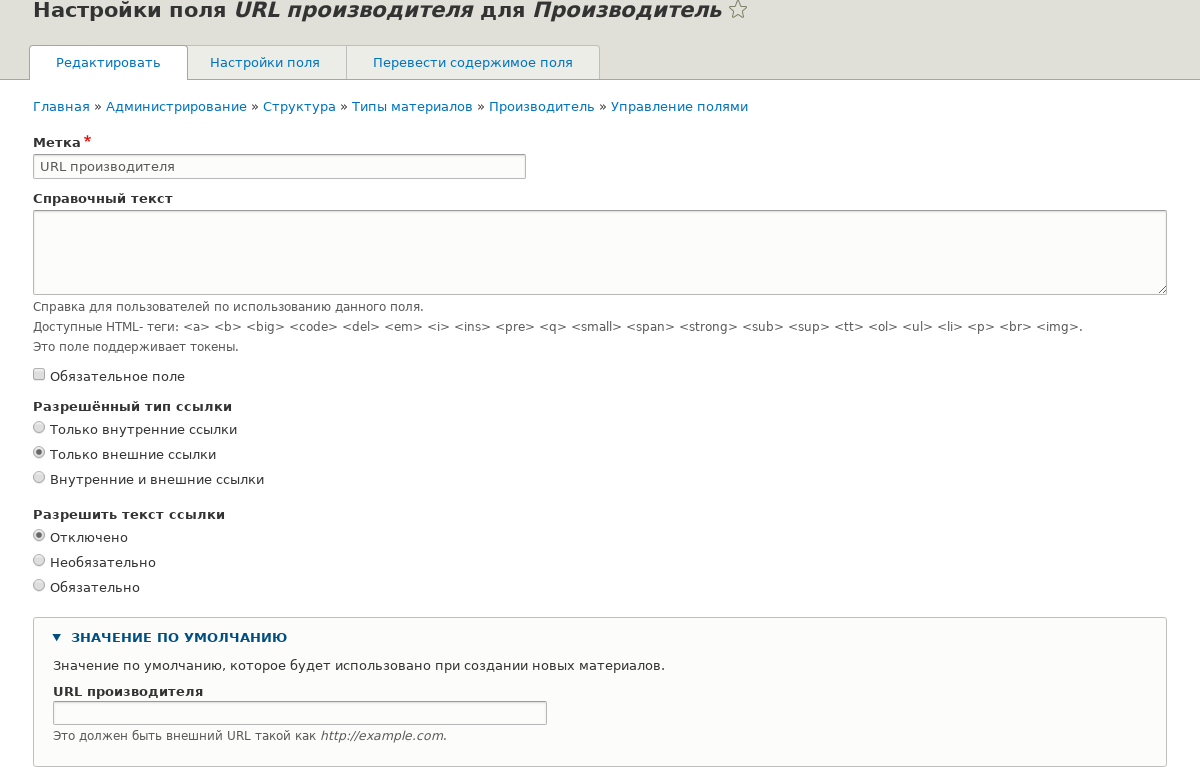 Настройки поля URL производителя для Производитель
Редактировать Настройки поля Перевести содержимое поля
Главная » Администрирование » Структура » Типы материалов » Производитель » Управление полями
Метка*
URL производителя
Справочный текст
Справка для пользователей по использованию данного поля.
Доступные HTML- теги: <a> <b> <big> <code> <del> <em> <i> <ins> <pre> <q> <small> <span> <strong> <sub> <sup> <tt> <ol> <ul> <li> <p> <br> <img>.
Это поле поддерживает токены.
Обязательное поле
Разрешённый тип ссылки
Только внутренние ссылки
Только внешние ссылки
Внутренние и внешние ссылки
Разрешить текст ссылки
Отключено
Необязательно
Обязательно
ЗНАЧЕНИЕ ПО УМОЛЧАНИЮ
Значение по умолчанию, которое будет использовано при создании новых материалов.
URL производителя
Это должен быть внешний URL такой как http://example.com.